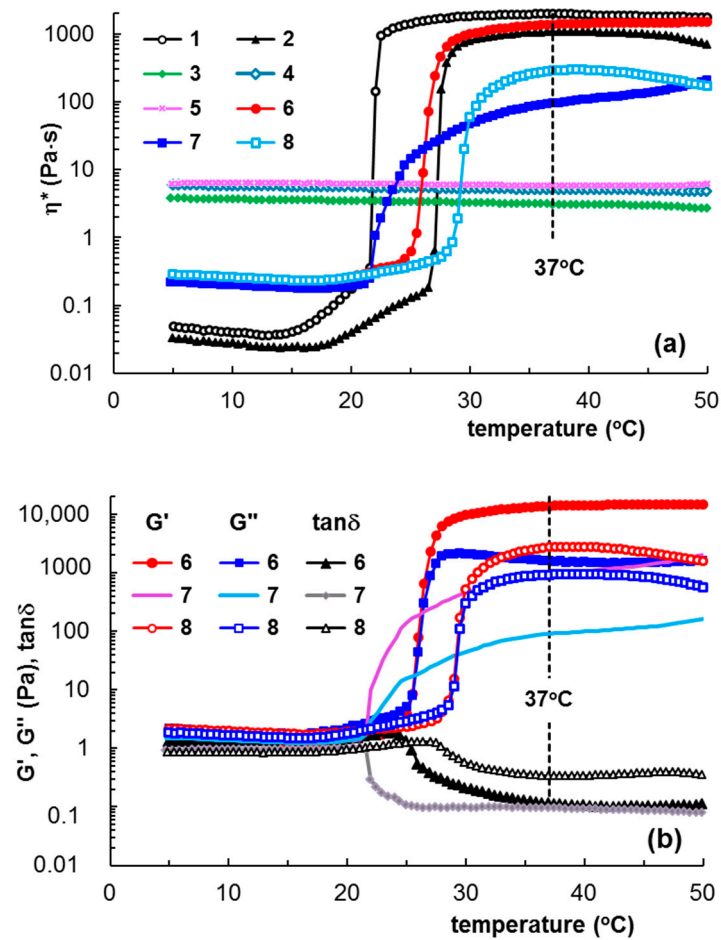 1000
100
10
1
0.1
0.01
η* (Pa·s)
1 2
3 4
5 6
7 8
37°C
(a)
0 10 20 30 40 50
temperature (°C)
10,000
1000
100
10
1
0.1
0.01
G', G" (Pa), tanδ
G' G" tanδ
6 6 6
7 7 7
8 8 8
37°C
(b)
0 10 20 30 40 50
temperature (°C)